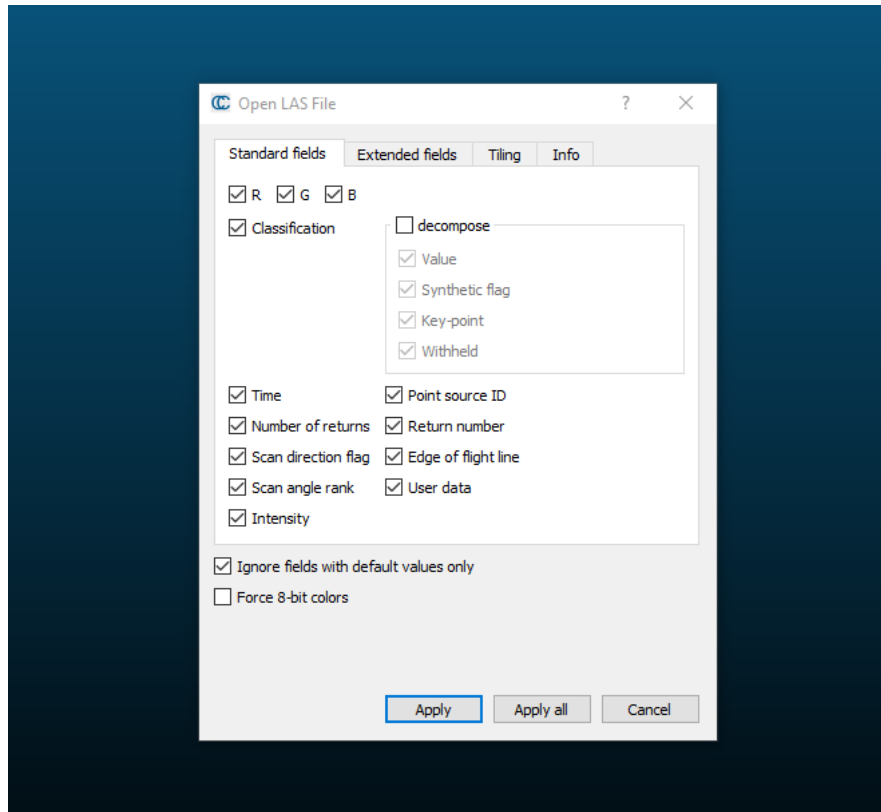 Open LAS File
Standard fields Extended fields Tiling Info
R G B
Classification decompose
Value
Synthetic flag
Key-point
Withheld
Time Point source ID
Number of returns Return number
Scan direction flag Edge of flight line
Scan angle rank User data
Intensity
Ignore fields with default values only
Force 8-bit colors
Apply Apply all Cancel